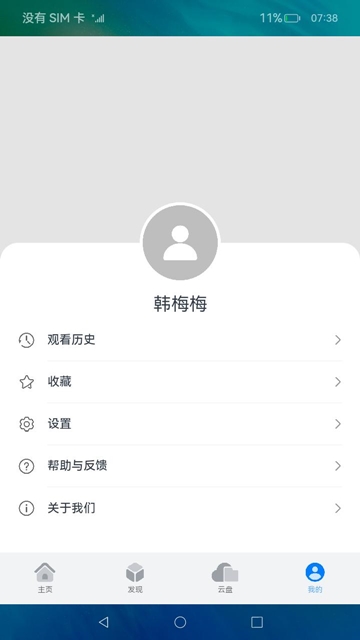 没有 SIM 卡 11% 07:38
韩梅梅
观看历史
收藏
设置
帮助与反馈
关于我们
主页 发现 云盘 我的